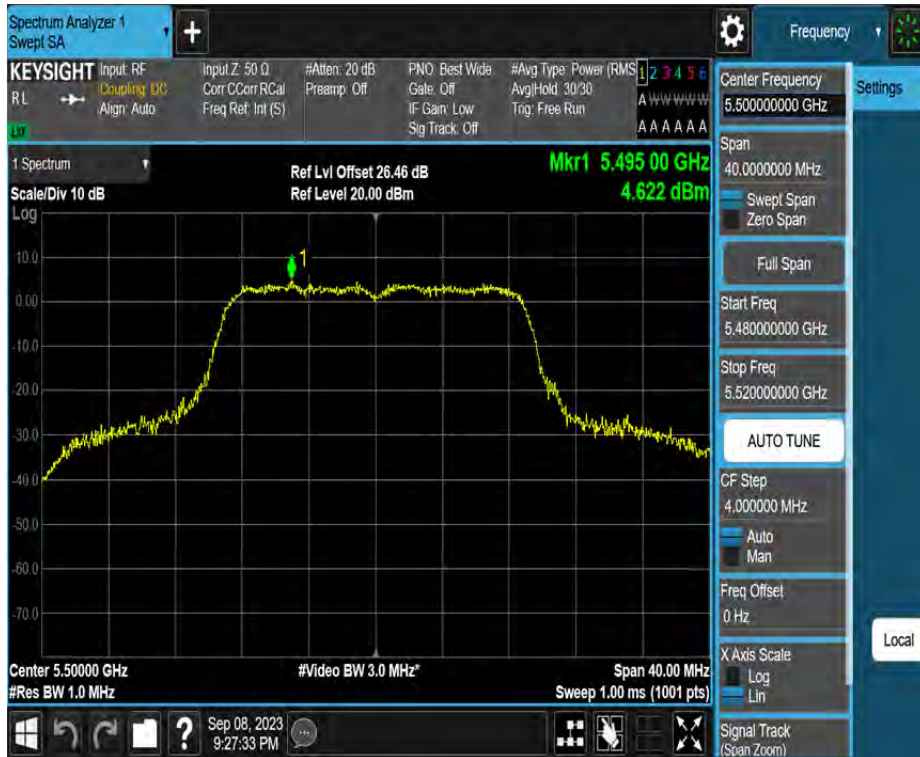 Spectrum Analyzer 1
Swept SA
+
Frequency
KEYSIGHT
RL
Input: RF
Coupling: DC
Align: Auto
Input Z: 50 Ω
Corr CCorr RCal
Freq Ref: Int (S)
#Atten: 20 dB
Preamp: Off
PNO: Best Wide
Gate: Off
IF Gain: Low
Sig Track: Off
#Avg Type: Power (RMS
Avg|Hold: 30/30
Trig: Free Run
1 2 3 4 5 6
A W W W W W
A A A A A A
LXI
1 Spectrum
Scale/Div 10 dB
Log
Ref Lvl Offset 26.46 dB
Ref Level 20.00 dBm
Mkr1 5.495 00 GHz
4.622 dBm
1
10.0
0.00
-10.0
-20.0
-30.0
-40.0
-50.0
-60.0
-70.0
Center 5.50000 GHz
#Res BW 1.0 MHz
#Video BW 3.0 MHz*
Span 40.00 MHz
Sweep 1.00 ms (1001 pts)
?
Sep 08, 2023
9:27:33 PM
Center Frequency
5.500000000 GHz
Span
40.0000000 MHz
Swept Span
Zero Span
Full Span
Start Freq
5.480000000 GHz
Stop Freq
5.520000000 GHz
AUTO TUNE
CF Step
4.000000 MHz
Auto
Man
Freq Offset
0 Hz
X Axis Scale
Log
Lin
Signal Track
(Span Zoom)
Settings
Local